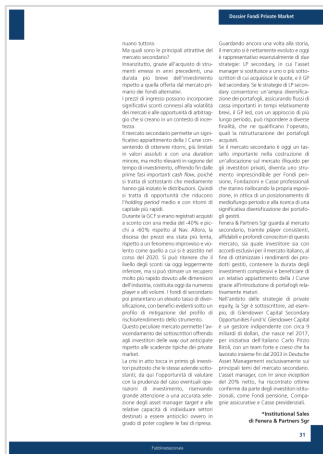 Dossier Fondi Private Market
nuano tuttora.
Ma quali sono le principali attrattive del
mercato secondario?
Innanzitutto, grazie all'acquisto di stru-
menti emessi in anni precedenti, una
durata più breve dell'investimento
rispetto a quella offerta dal mercato pri-
mario dei fondi alternativi.
I prezzi di ingresso possono incorporare
significativi sconti connessi alla volatilità
dei mercati e alle opportunità di arbitrag-
gio che si creano in un contesto di incer-
tezza.
Il mercato secondario permette un signi-
ficativo appiattimento della J Curve con-
sentendo di ottenere ritorni, più limitati
in valori assoluti e con una duration
minore, ma molto rilevanti in ragione del
tempo di investimento, offrendo fin dalle
prime fasi importanti cash flow, poiché
si tratta di sottostanti che mediamente
hanno già iniziato le distribuzioni. Quindi
si tratta di opportunità che riducono
l'holding period medio e con ritorni di
capitale più rapidi.
Durante la GCF si erano registrati acquisti
a sconto con una media del -40% e pic-
chi a -60% rispetto al Nav. Allora, la
discesa dei prezzi era stata più lenta,
rispetto a un fenomeno improvviso e vio-
lento come quello a cui si è assistito nel
corso del 2020. Si può ritenere che il
livello degli sconti sia oggi leggermente
inferiore, ma si può stimare un recupero
molto più rapido dovuto alle dimensioni
dell'industria, costituita oggi da numerosi
player e alti volumi. I fondi di secondario
poi presentano un elevato tasso di diver-
sificazione, con benefici evidenti sotto un
profilo di mitigazione del profilo di
rischio/rendimento dello strumento.
Questo peculiare mercato permette l'av-
vicendamento dei sottoscrittori offrendo
agli investitori delle way out anticipate
rispetto alle scadenze tipiche dei private
market.
La crisi in atto tocca in primis gli investi-
tori piuttosto che le stesse aziende sotto-
stanti; da qui l'opportunità di valutare
con la prudenza del caso eventuali ope-
razioni di investimento, riservando
grande attenzione a una accurata sele-
zione degli asset manager target e alle
relative capacità di individuare settori
destinati a essere anticiclici ovvero in
grado di poter cogliere le fasi di ripresa.
Guardando ancora una volta alla storia,
il mercato si è nettamente evoluto e oggi
è rappresentato essenzialmente di due
strategie: LP secondary, in cui l'asset
manager si sostituisce a uno o più sotto-
scrittori di cui acquisisce le quote, e il GP
led secondary. Se le strategie di LP secon-
dary consentono un'ampia diversifica-
zione dei portafogli, assicurando flussi di
cassa importanti in tempi relativamente
brevi, il GP led, con un approccio di più
lungo periodo, può rispondere a diverse
finalità, che ne qualificano l'operato,
quali la ristrutturazione dei portafogli
acquisiti.
Se il mercato secondario è oggi un tas-
sello importante nella costruzione di
un'allocazione sul mercato illiquido per
gli investitori privati, diventa uno stru-
mento imprescindibile per Fondi pen-
sione, Fondazioni e Casse professionali
che stanno riallocando la propria esposi-
zione, in ottica di un posizionamento di
medio/lungo periodo e alla ricerca di una
significativa diversificazione dei portafo-
gli gestiti.
Fenera & Partners Sgr guarda al mercato
secondario, tramite player consistenti,
affidabili e profondi conoscitori di questo
mercato, sia quale investitore sia con
accordi esclusivi per il mercato italiano, al
fine di ottimizzare i rendimenti dei pro-
dotti gestiti, contenere la durata degli
investimenti complessivi e beneficiare di
un relativo appiattimento della J Curve
grazie all'introduzione di portafogli rela-
tivamente maturi.
Nell'ambito delle strategie di private
equity, la Sgr è sottoscrittore, ad esem-
pio, di Glendower Capital Secondary
Opportunities Fund V. Glendower Capital
è un gestore indipendente con circa 9
miliardi di dollari, che nasce nel 2017,
per iniziativa dell'italiano Carlo Pirzio
Biroli, con un team forte e coeso che ha
lavorato insieme fin dal 2003 in Deutsche
Asset Management esclusivamente sui
principali temi del mercato secondario.
L'asset manager, con Irr since inception
del 20% netto, ha riscontrato ottime
conferme da parte degli investitori istitu-
zionali, come Fondi pensione, Compa-
gnie assicurative e Casse previdenziali.
*Institutional Sales
di Fenera & Partners Sgr
31
Pubblredazionale